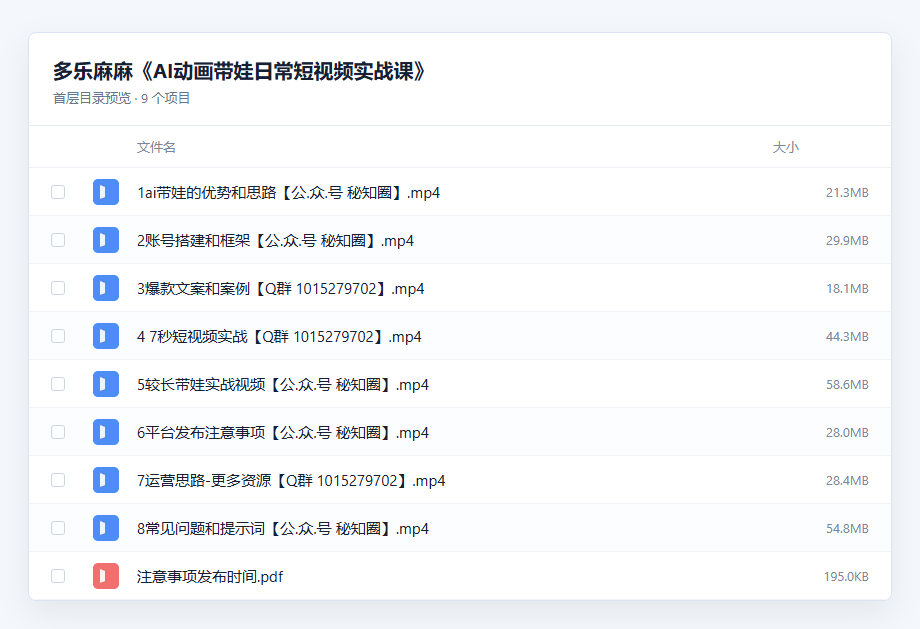 多乐麻麻《AI动画带娃日常短视频实战课》
首层目录预览 · 9 个项目
文件名 大小
1ai带娃的优势和思路【公.众.号 秘知圈】.mp4 21.3MB
2账号搭建和框架【公.众.号 秘知圈】.mp4 29.9MB
3爆款文案和案例【Q群 1015279702】.mp4 18.1MB
4 7秒短视频实战【Q群 1015279702】.mp4 44.3MB
5较长带娃实战视频【公.众.号 秘知圈】.mp4 58.6MB
6平台发布注意事项【公.众.号 秘知圈】.mp4 28.0MB
7运营思路-更多资源【Q群 1015279702】.mp4 28.4MB
8常见问题和提示词【公.众.号 秘知圈】.mp4 54.8MB
注意事项发布时间.pdf 195.0KB